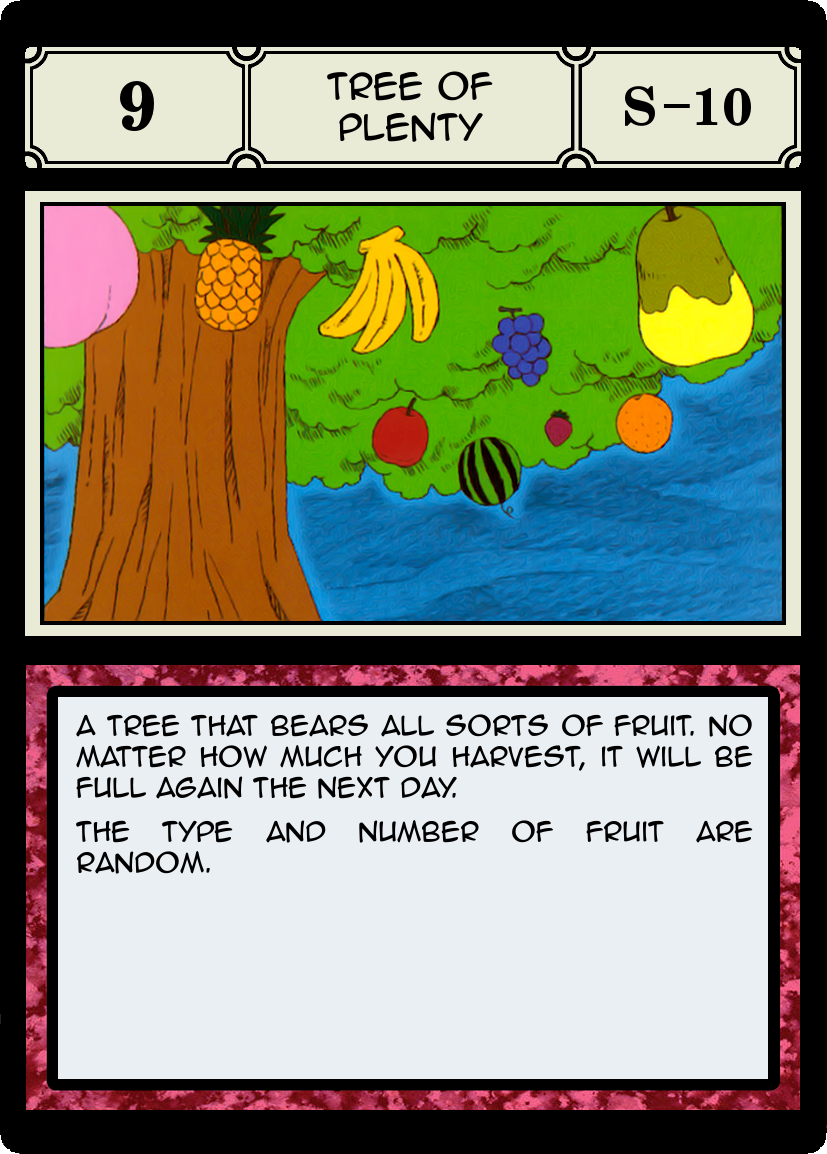 9
TREE OF
PLENTY
S-10
A TREE THAT BEARS ALL SORTS OF FRUIT. NO
MATTER HOW MUCH YOU HARVEST, IT WILL BE
FULL AGAIN THE NEXT DAY.
THE TYPE AND NUMBER OF FRUIT ARE
RANDOM.